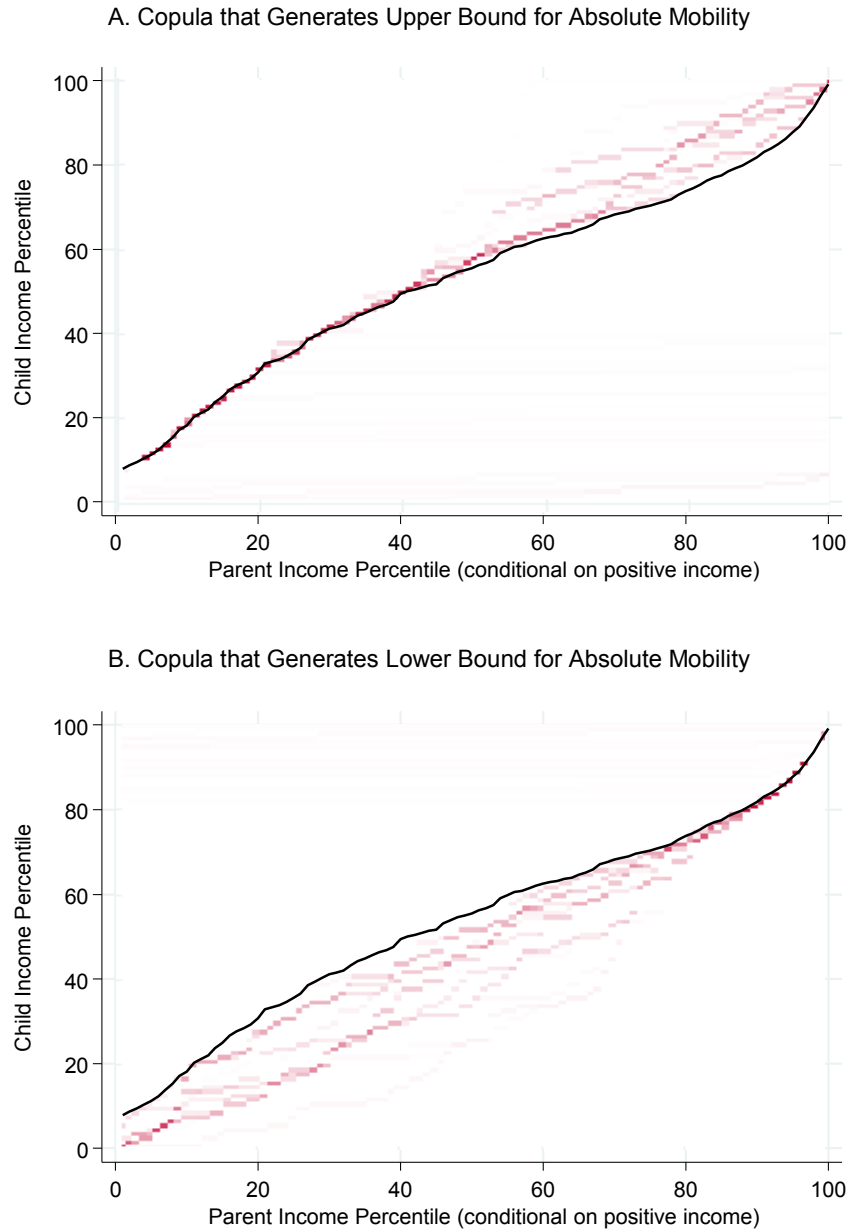 A. Copula that Generates Upper Bound for Absolute Mobility
100
80
60
40
20
0
Child Income Percentile
0 20 40 60 80 100
Parent Income Percentile (conditional on positive income)
B. Copula that Generates Lower Bound for Absolute Mobility
100
80
60
40
20
0
Child Income Percentile
0 20 40 60 80 100
Parent Income Percentile (conditional on positive income)